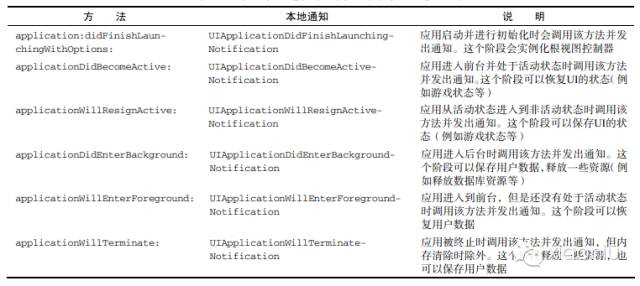 方 法
本地通知
说 明
application:didFinishLaun-
chingWithOptions:
UIApplicationDidFinishLaunching-
Notification
应用启动并进行初始化时会调用该方法并发
出通知。这个阶段会实例化根视图控制器
applicationDidBecomeActive:
UIApplicationDidBecomeActive-
Notification
应用进入前台并处于活动状态时调用该方法
并发出通知。这个阶段可以恢复UI的状态（例
如游戏状态等）
applicationWillResignActive:
UIApplicationWillResignActive-
Notification
应用从活动状态进入到非活动状态时调用该
方法并发出通知。这个阶段可以保存UI的状
态（例如游戏状态等）
applicationDidEnterBackground:
UIApplicationDidEnterBackground-
Notification
应用进入后台时调用该方法并发出通知。这
个阶段可以保存用户数据，释放一些资源（例
如释放数据库资源等）
applicationWillEnterForeground:
UIApplicationWillEnterForeground-
Notification
应用进入到前台，但是还没有处于活动状态
时调用该方法并发出通知。这个阶段可以恢
复用户数据
applicationWillTerminate:
UIApplicationWillTerminate-
Notification
应用被终止时调用该方法并发出通知，但内
存清除时除外。这个 释放一些资源，也
可以保存用户数据